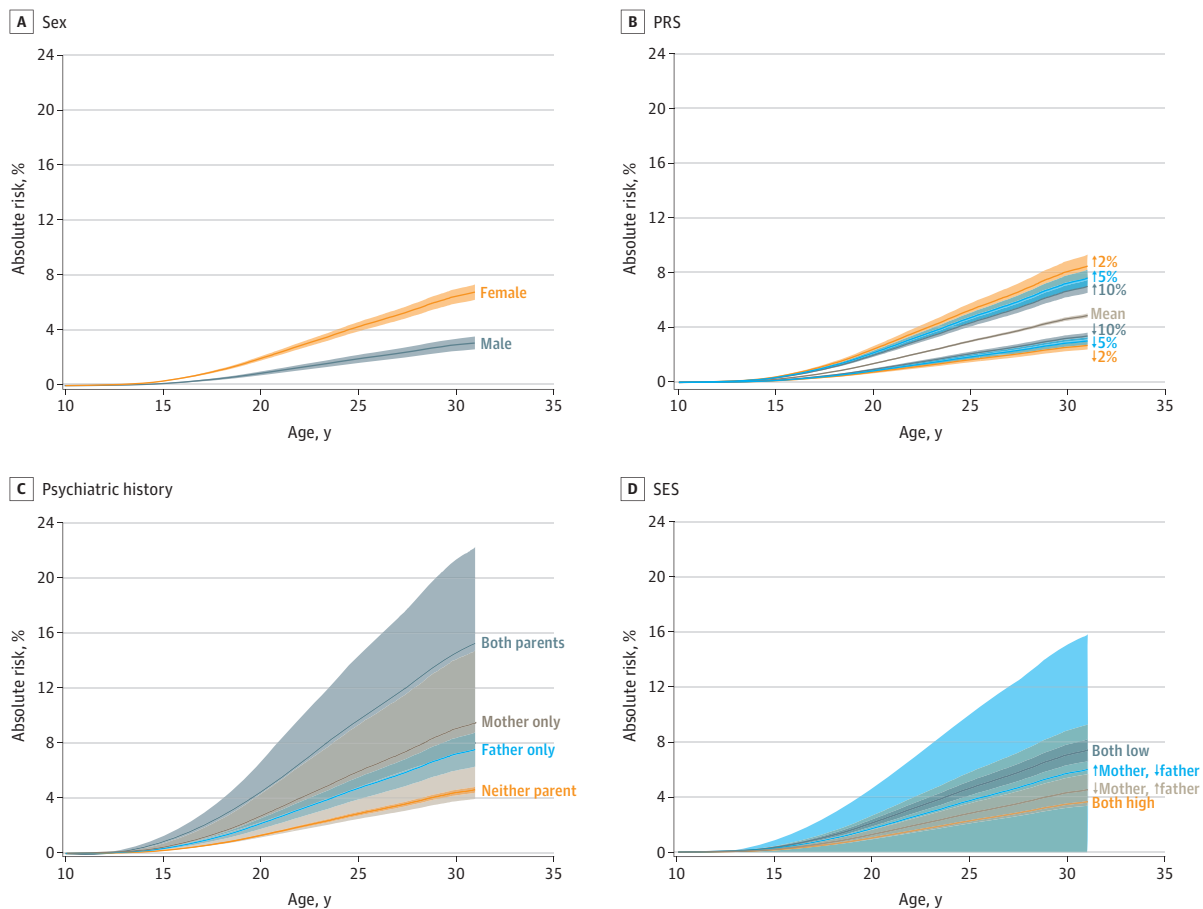 A Sex
24
20
16
12
8
4
0
Absolute risk, %
Female
Male
10 15 20 25 30 35
Age, y
B PRS
24
20
16
12
8
4
0
Absolute risk, %
↑2%
↑5%
↑10%
Mean
↓10%
↓5%
↓2%
10 15 20 25 30 35
Age, y
C Psychiatric history
24
20
16
12
8
4
0
Absolute risk, %
Both parents
Mother only
Father only
Neither parent
10 15 20 25 30 35
Age, y
D SES
24
20
16
12
8
4
0
Absolute risk, %
Both low
↑Mother, ↓father
↓Mother, ↑father
Both high
10 15 20 25 30 35
Age, y